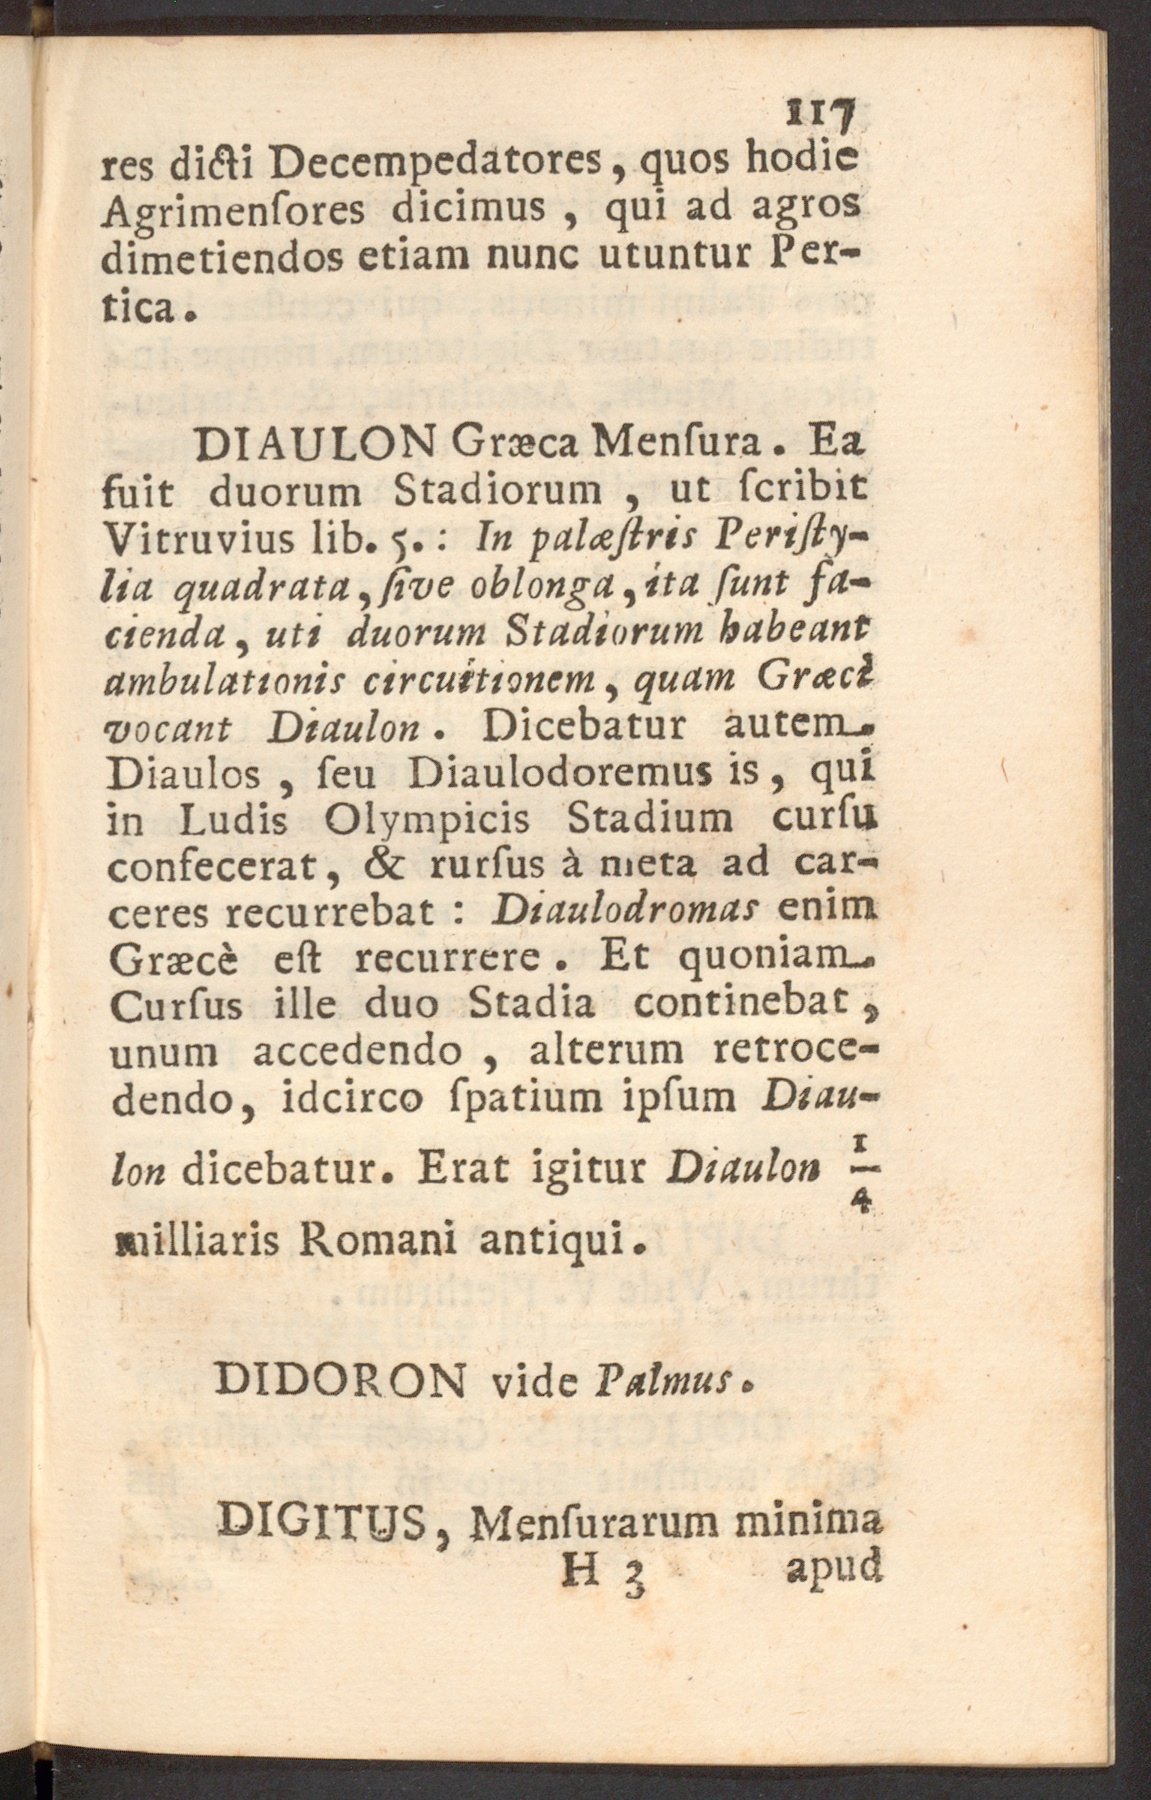 117
res dicti Decempedatores, quos hodie
Agrimenſores dicimus, qui ad agros
dimetiendos etiam nunc utuntur Per-
tica.
DIAULON Græca Menſura. Ea
fuit duorum Stadiorum, ut ſcribit
Vitruvius lib. 5.: In palæſtris Periſty-
lia quadrata, ſive oblonga, ita ſunt fa-
cienda, uti duorum Stadiorum habeant
ambulationis circuitionem, quam Græci
vocant Diaulon. Dicebatur autem
Diaulos, ſeu Diaulodoremus is, qui
in Ludis Olympicis Stadium curſu
confecerat, & rurſus à meta ad car-
ceres recurrebat: Diaulodromas enim
Græcè eſt recurrere. Et quoniam
Curſus ille duo Stadia continebat,
unum accedendo, alterum retroce-
dendo, idcirco ſpatium ipſum Diau-
lon dicebatur. Erat igitur Diaulon 1/4
milliaris Romani antiqui.
DIDORON vide Palmus.
DIGITUS, Menſurarum minima
H 3 apud